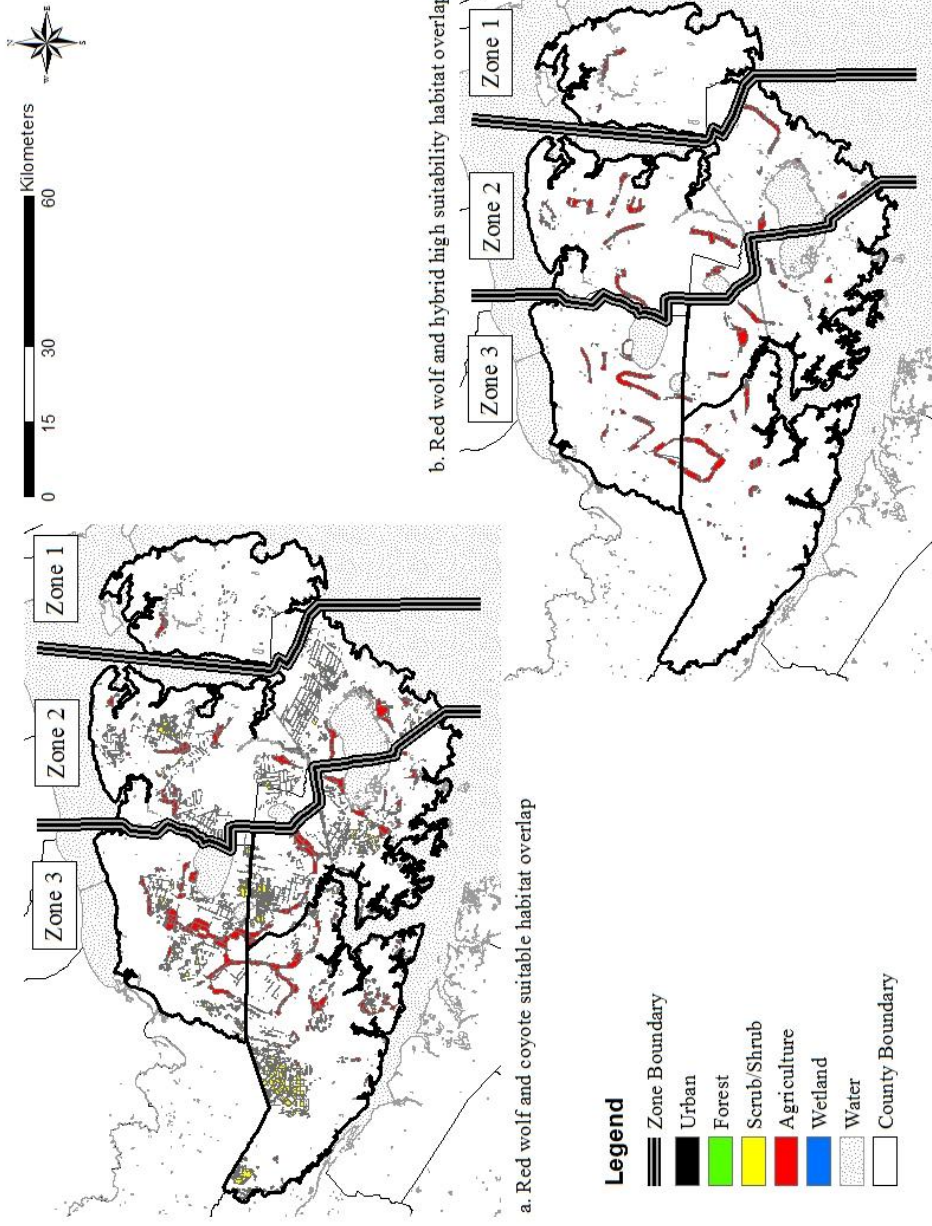 Zone 3
Zone 2
Zone 1
a. Red wolf and coyote suitable habitat overlap
0 15 30 60
Kilometers
N
E
S
W
Zone 3
Zone 2
Zone 1
b. Red wolf and hybrid high suitability habitat overlap
Legend
Zone Boundary
Urban
Forest
Scrub/Shrub
Agriculture
Wetland
Water
County Boundary